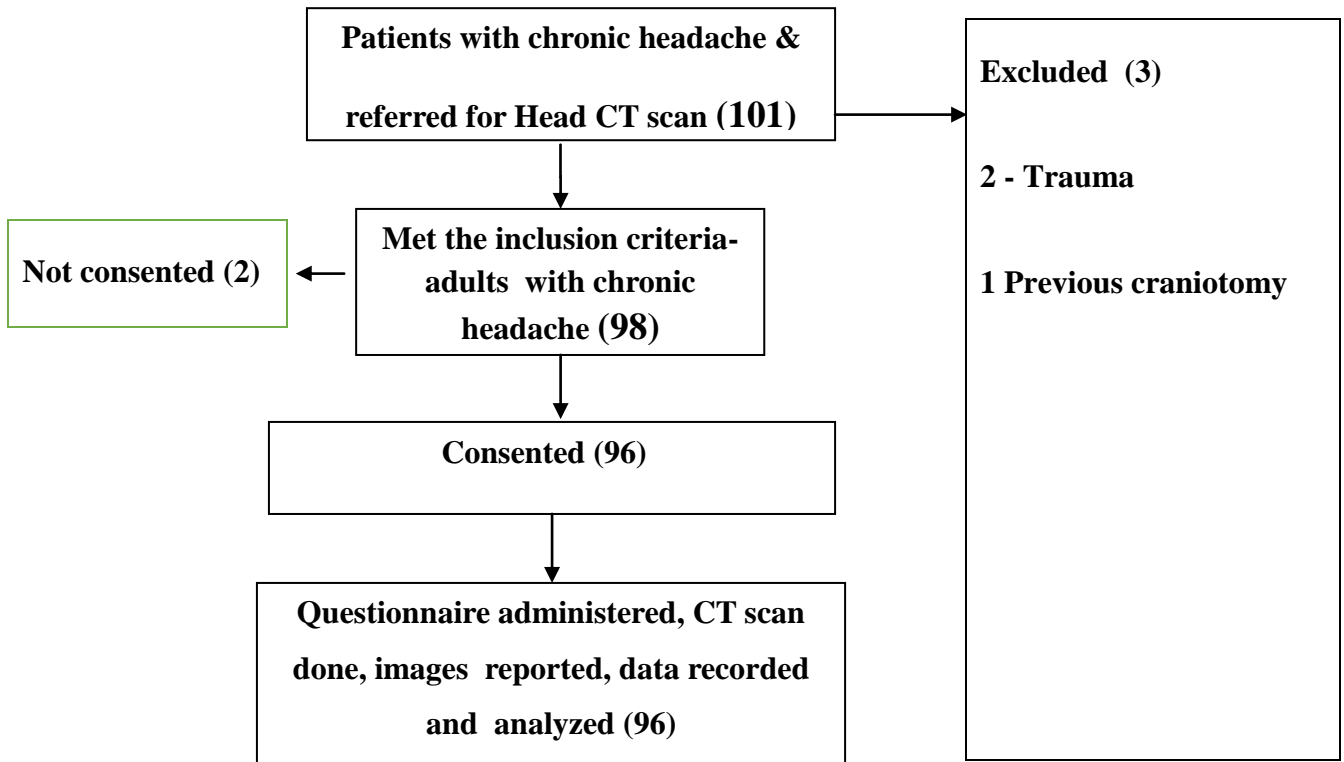 Patients with chronic headache &
referred for Head CT scan (101)
Excluded (3)
2 - Trauma
1 Previous craniotomy
Met the inclusion criteria-
adults with chronic
headache (98)
Not consented (2)
Consented (96)
Questionnaire administered, CT scan
done, images reported, data recorded
and analyzed (96)